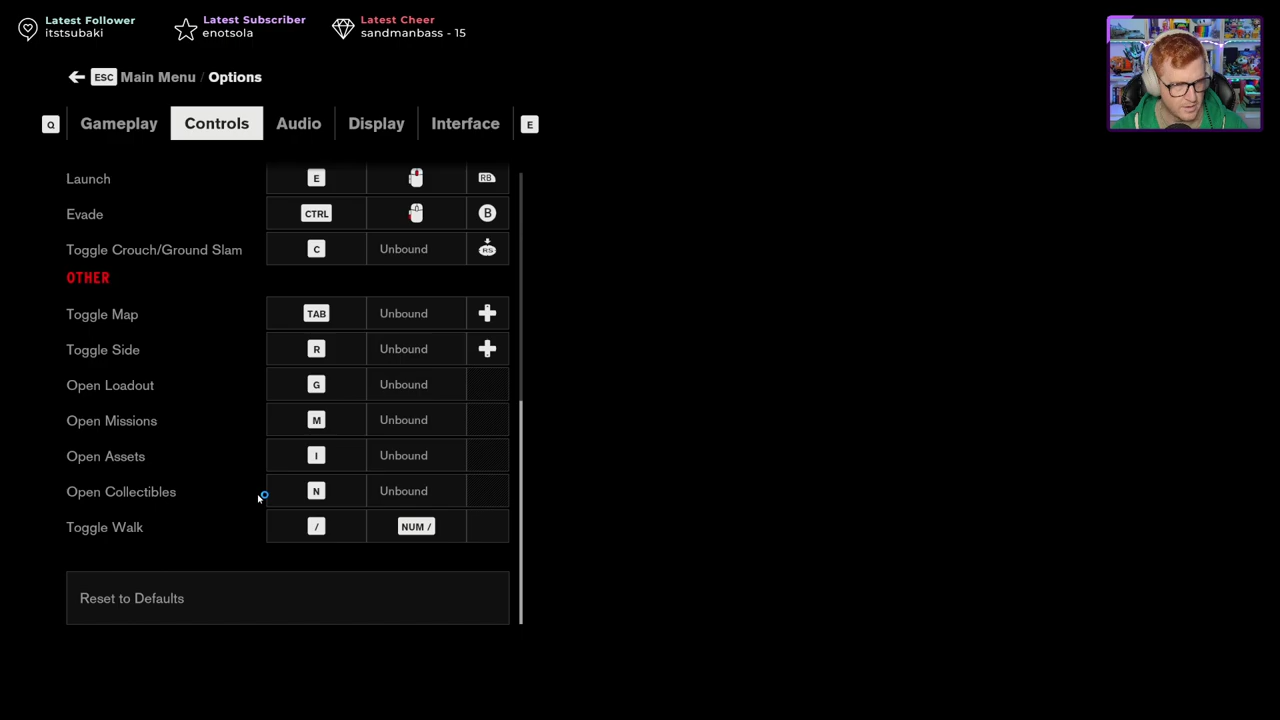 Latest Follower
itstsubaki
Latest Subscriber
enotsola
Latest Cheer
sandmanbass - 15
ESC Main Menu / Options
Q Gameplay Controls Audio Display Interface E
Launch E RB
Evade CTRL B
Toggle Crouch/Ground Slam C Unbound RS
OTHER
Toggle Map TAB Unbound
Toggle Side R Unbound
Open Loadout G Unbound
Open Missions M Unbound
Open Assets I Unbound
Open Collectibles N Unbound
Toggle Walk / NUM /
Reset to Defaults